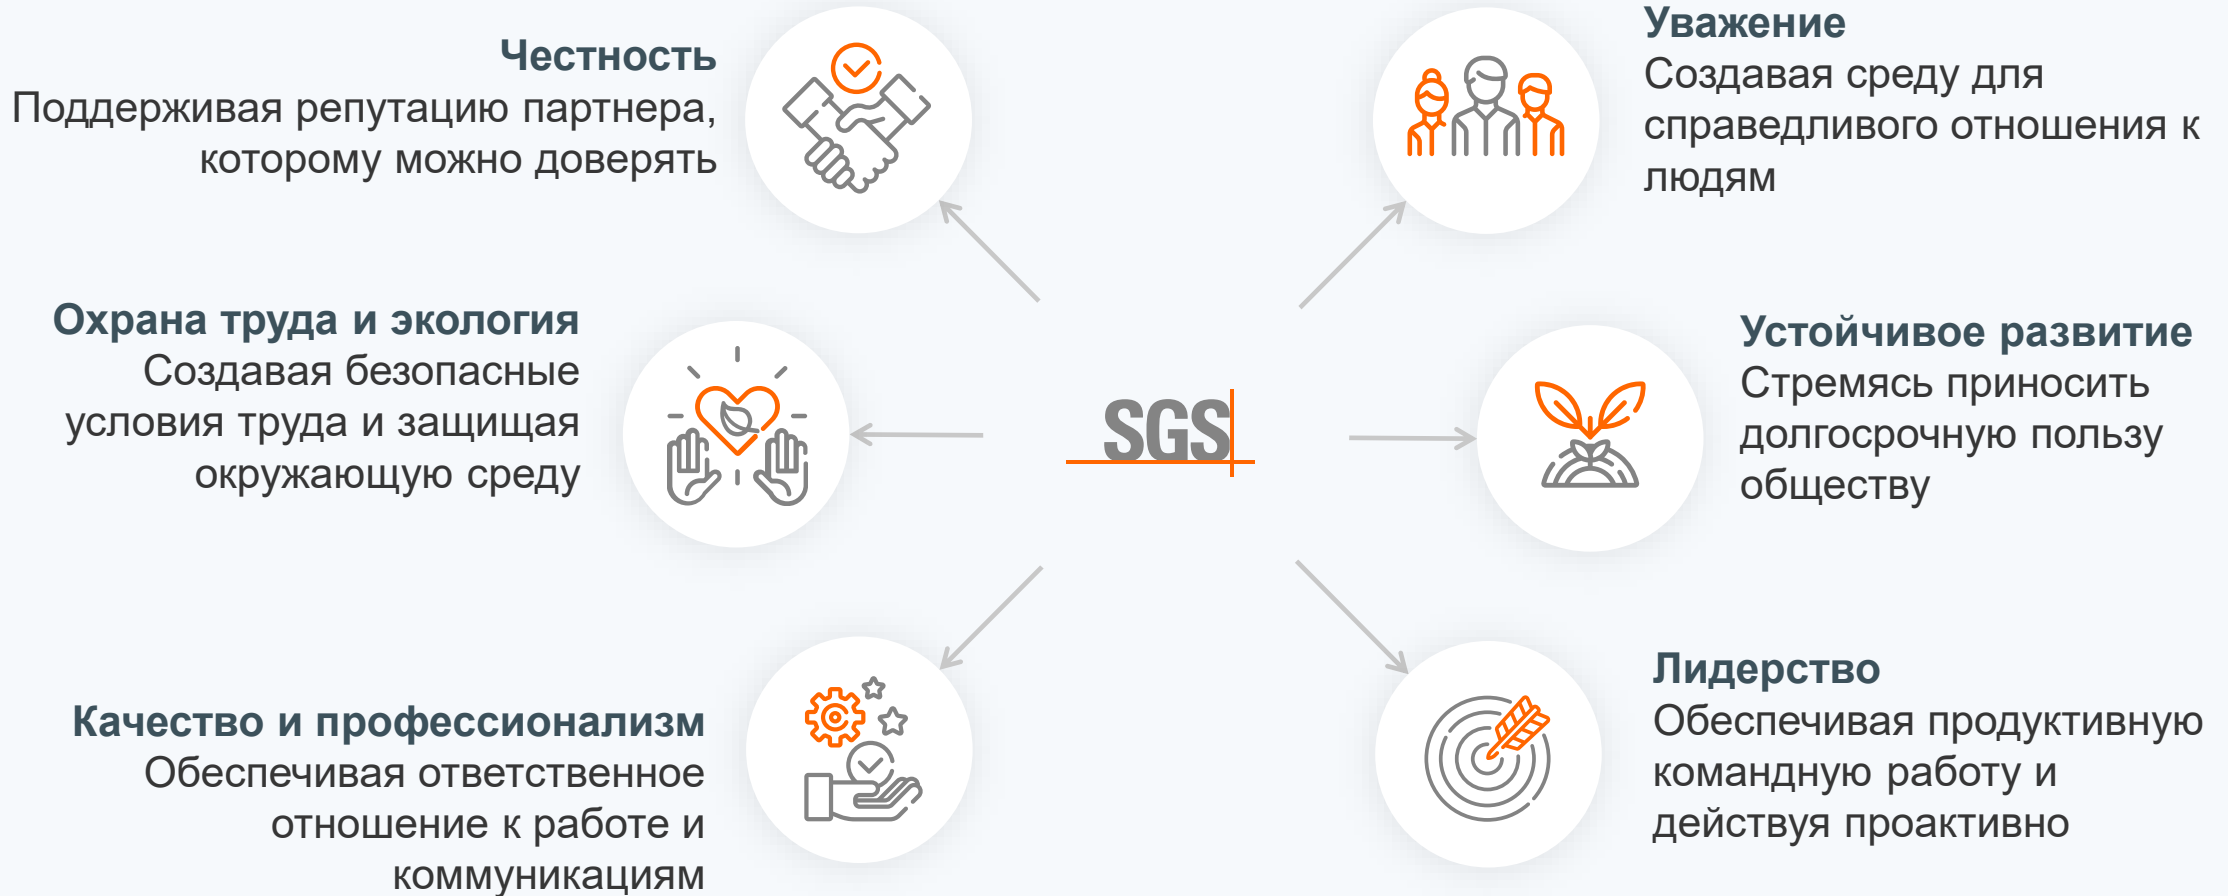 Честность
Поддерживая репутацию партнера,
которому можно доверять
Уважение
Создавая среду для
справедливого отношения к
людям
Охрана труда и экология
Создавая безопасные
условия труда и защищая
окружающую среду
SGS
Устойчивое развитие
Стремясь приносить
долгосрочную пользу
обществу
Качество и профессионализм
Обеспечивая ответственное
отношение к работе и
коммуникациям
Лидерство
Обеспечивая продуктивную
командную работу и
действуя проактивно